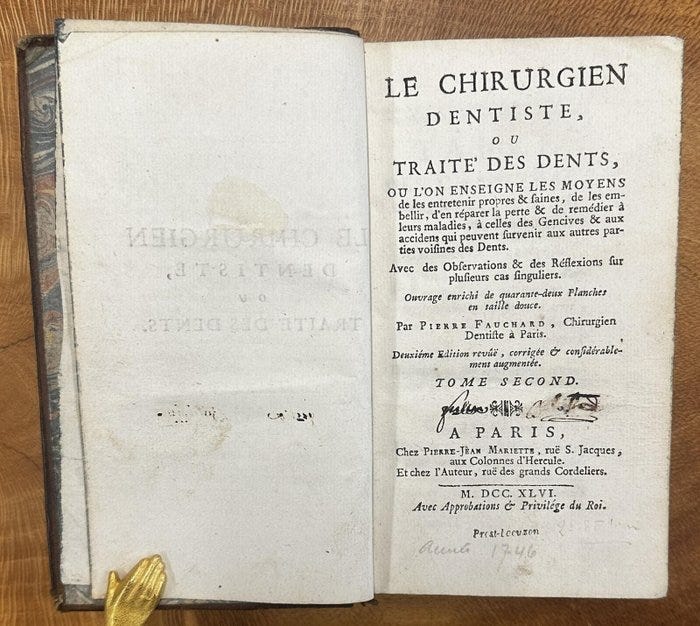 LE CHIRURGIEN
DENTISTE,
OU
TRAITE' DES DENTS,
OU L'ON ENSEIGNE LES MOYENS
de les entretenir propres & saines, de les em-
bellir, d'en réparer la perte & de remédier à
leurs maladies, à celles des Gencives & aux
accidens qui peuvent survenir aux autres par-
ties voisines des Dents.
Avec des Observations & des Réflexions sur
plusieurs cas singuliers.
Ouvrage enrichi de quarante-deux Planches
en taille douce.
Par PIERRE FAUCHARD, Chirurgien
Dentiste à Paris.
Deuxiéme Edition revûë, corrigée & considérable-
ment augmentée.
TOME SECOND.
A PARIS,
Chez PIERRE-JEAN MARIETTE, ruë S. Jacques,
aux Colonnes d'Hercule.
Et chez l'Auteur, ruë des grands Cordeliers.
M. DCC. XLVI.
Avec Approbations & Privilége du Roi.
1746